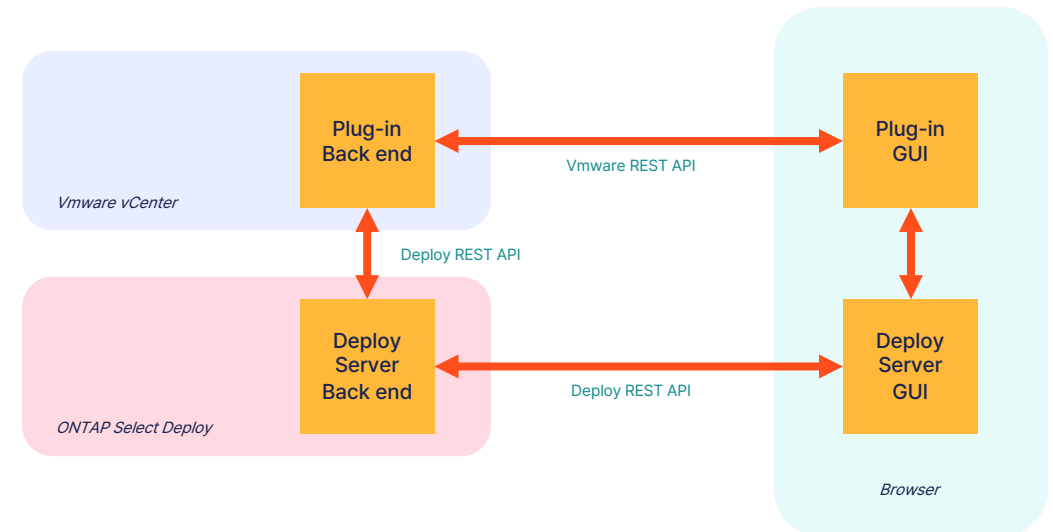 Plug-in
Back end
Vmware vCenter
Vmware REST API
Plug-in
GUI
Deploy REST API
Deploy
Server
Back end
ONTAP Select Deploy
Deploy REST API
Deploy
Server
GUI
Browser